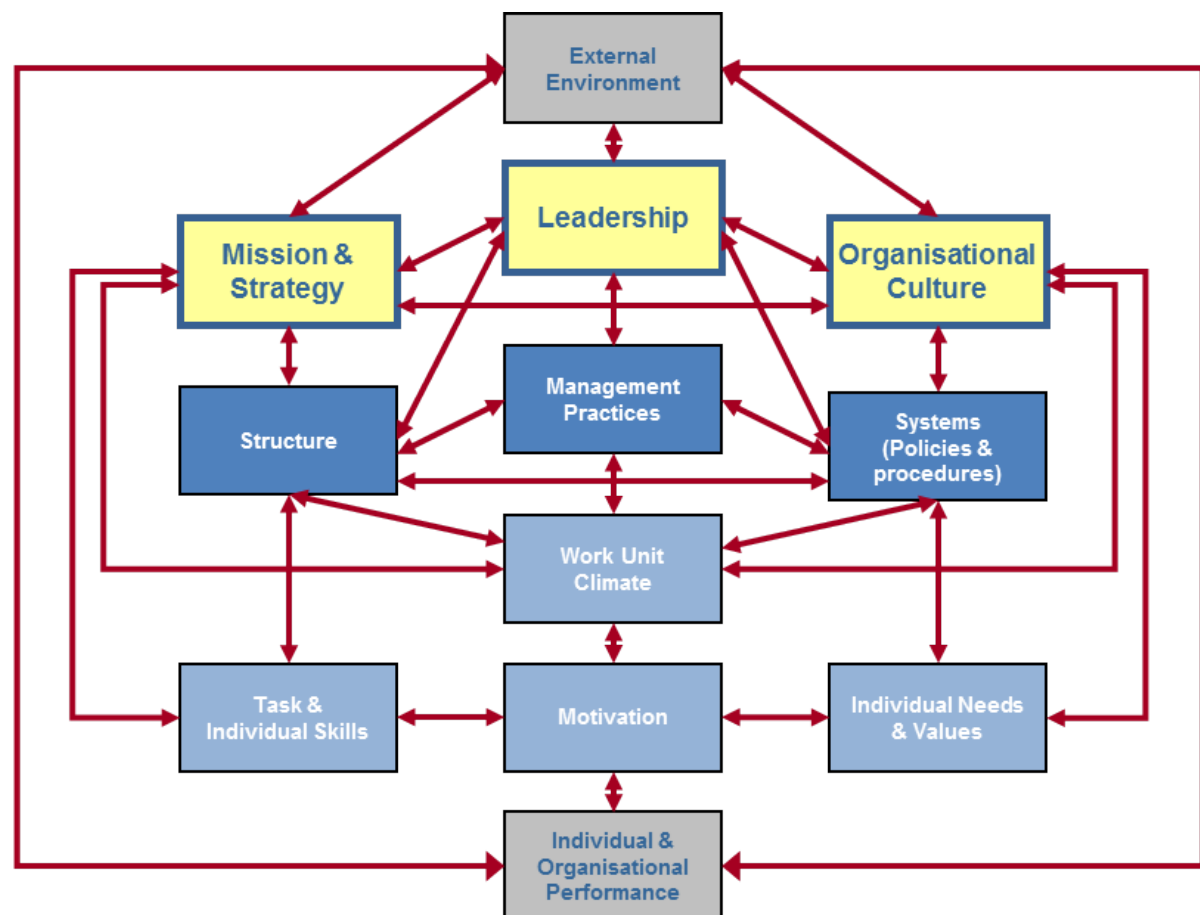 External
Environment
Leadership
Mission &
Strategy
Organisational
Culture
Management
Practices
Structure
Systems
(Policies &
procedures)
Work Unit
Climate
Task &
Individual Skills
Motivation
Individual Needs
& Values
Individual &
Organisational
Performance